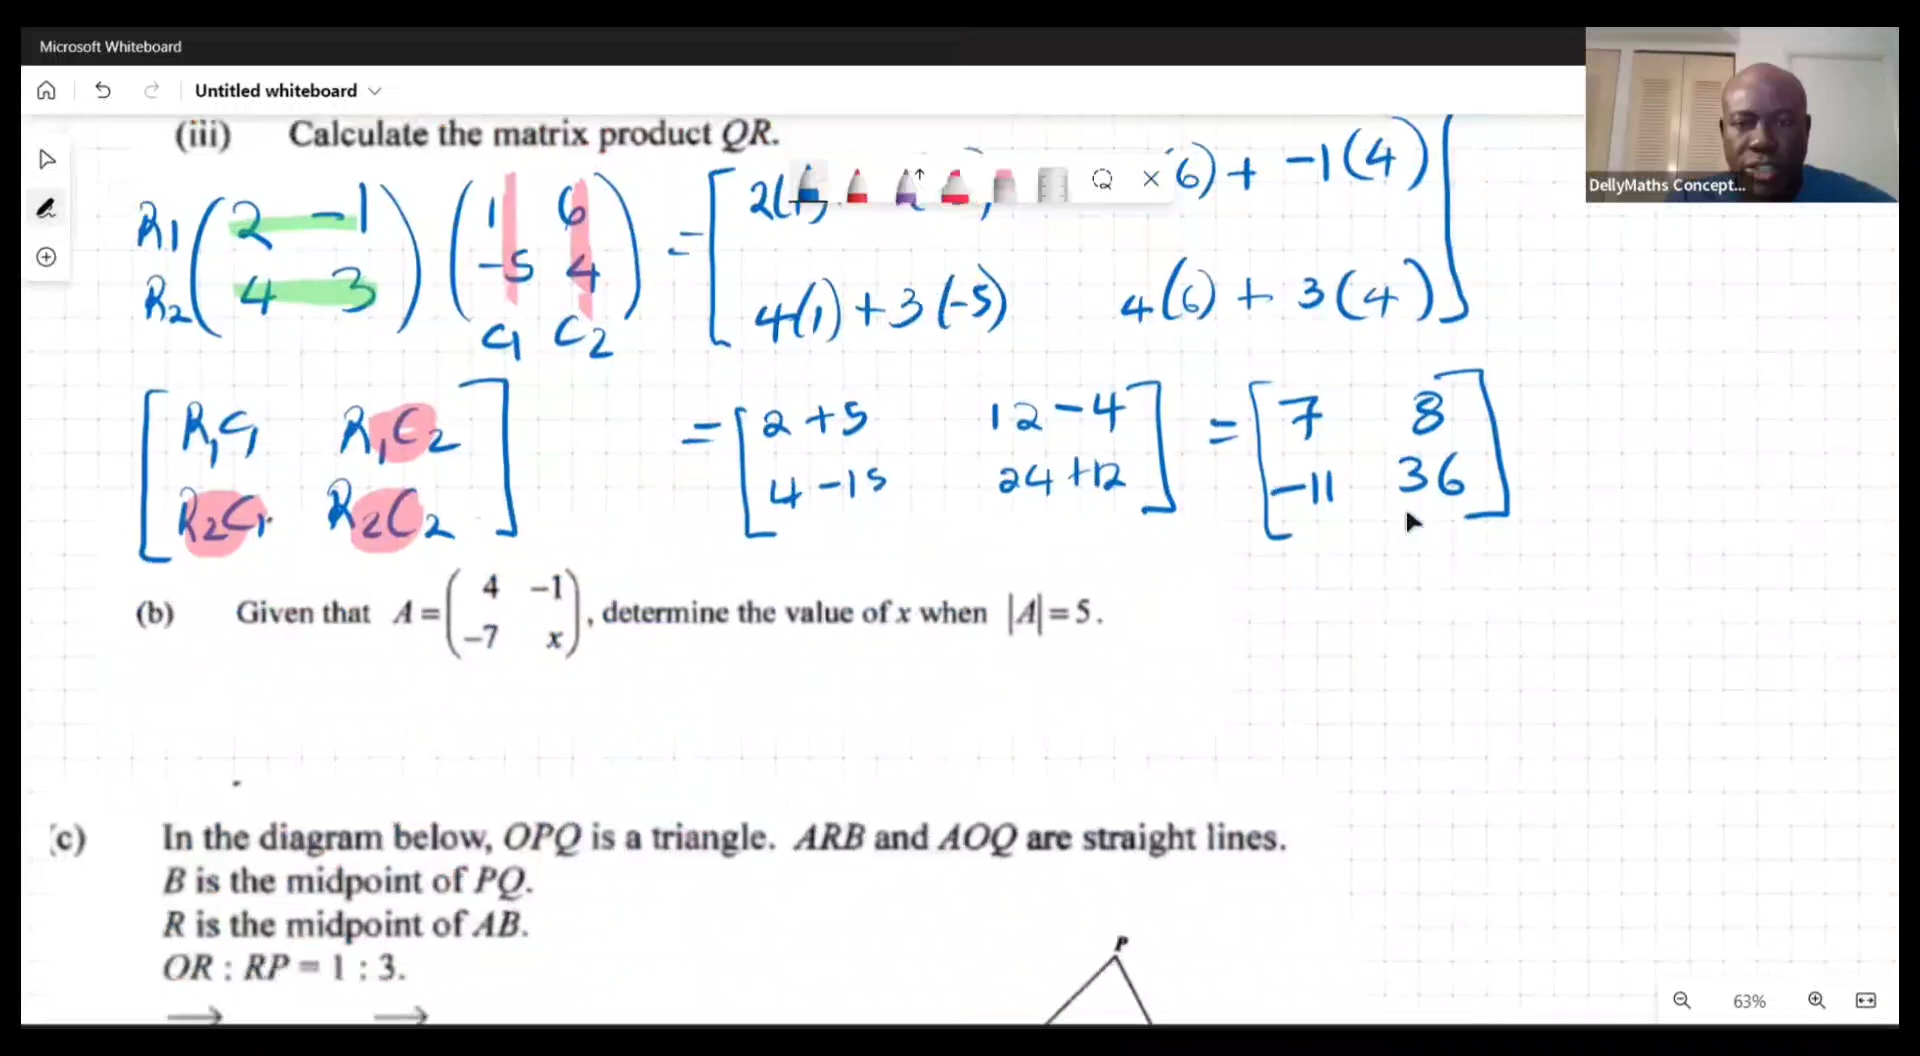 Microsoft Whiteboard
Untitled whiteboard
DellyMaths Concept...
(iii) Calculate the matrix product QR.
R1 ( 2 -1 ) ( 1 6 ) = [ 2(1) 6) + -1(4) ]
R2 ( 4 3 ) ( -5 4 ) [ 4(1) + 3(-5) 4(6) + 3(4) ]
C1 C2
[ R1C1 R1C2 ] = [ 2+5 12-4 ] = [ 7 8 ]
[ R2C1 R2C2 ] [ 4-15 24+12 ] [ -11 36 ]
(b) Given that A = ( 4 -1 ), determine the value of x when |A| = 5.
( -7 x )
(c) In the diagram below, OPQ is a triangle. ARB and AOQ are straight lines.
B is the midpoint of PQ.
R is the midpoint of AB.
OR : RP = 1 : 3.
P
63%